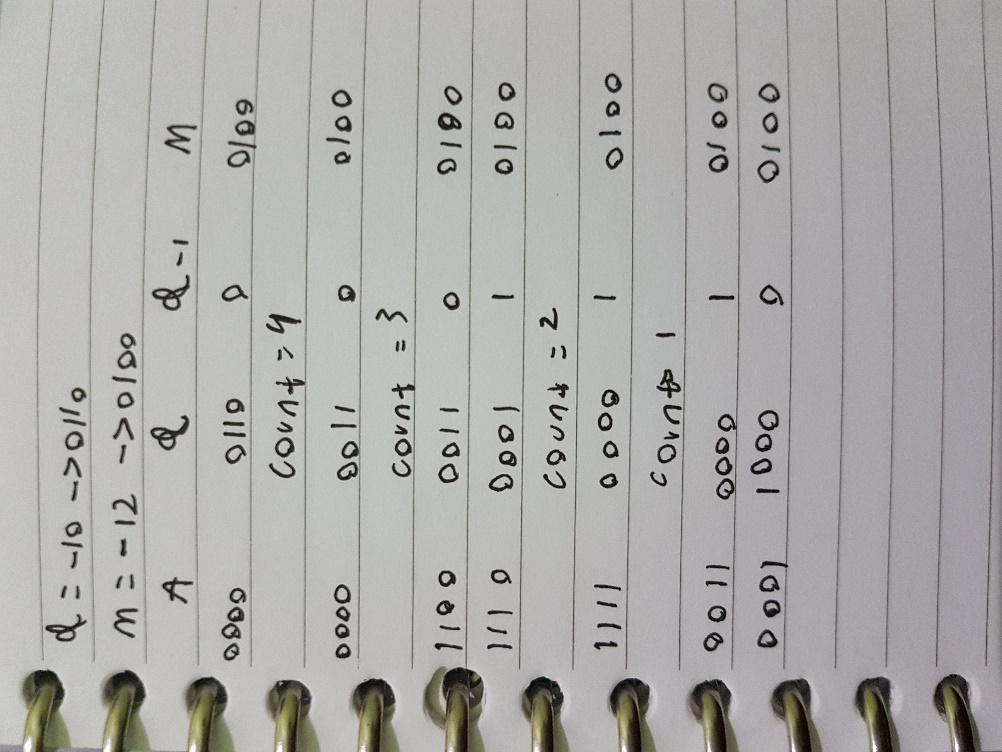 Q = -10 -> 0110
M = -12 -> 0100
A Q Q-1 M
0000 0110 0 0100
count = 4
0000 0011 0 0100
count = 3
1100 0011 0 0100
1110 0001 1 0100
count = 2
1111 0000 1 0100
count = 1
0011 0000 1 0100
0001 1000 0 0100